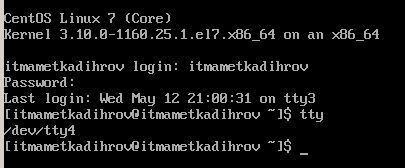 CentOS Linux 7 (Core)
Kernel 3.10.0-1160.25.1.el7.x86_64 on an x86_64
itmametkadihrov login: itmametkadihrov
Password:
Last login: Wed May 12 21:00:31 on tty3
[itmametkadihrov@itmametkadihrov ~]$ tty
/dev/tty4
[itmametkadihrov@itmametkadihrov ~]$ _